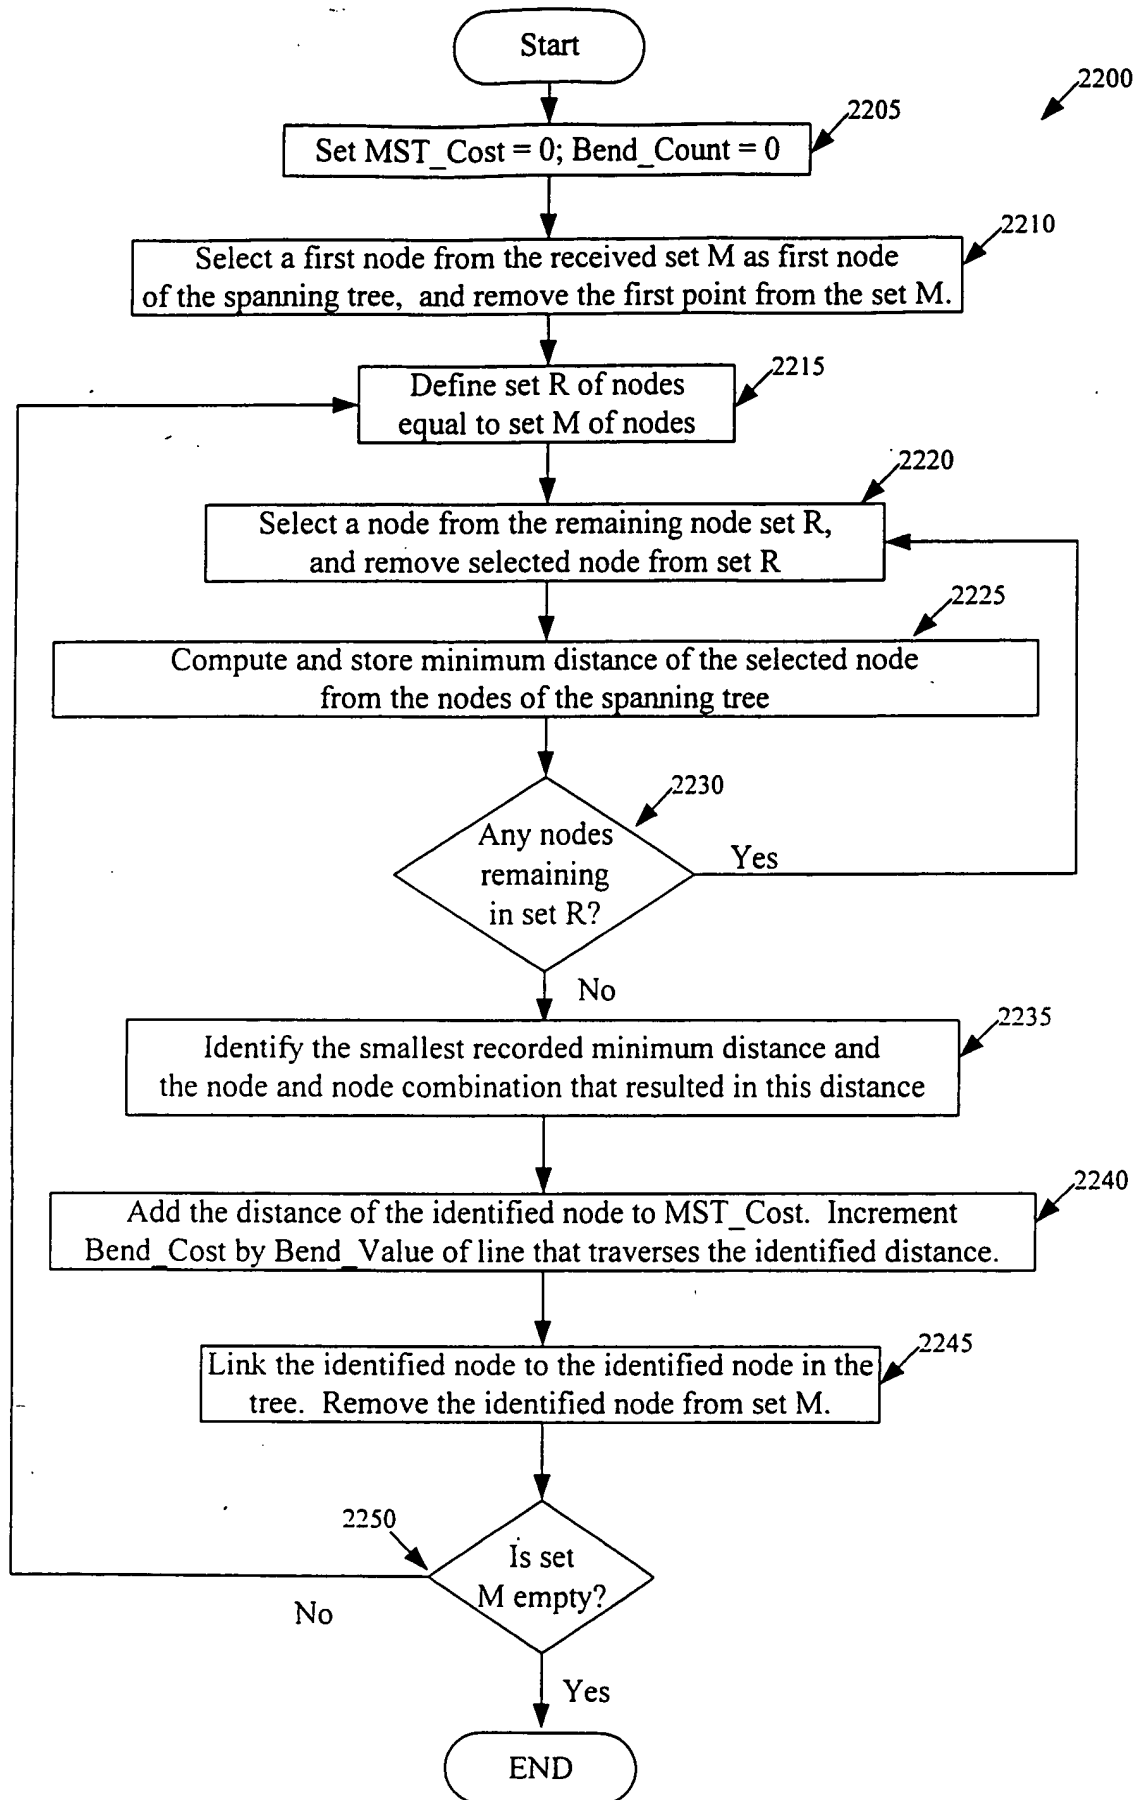 Start
2200
2205
Set MST_Cost = 0; Bend_Count = 0
2210
Select a first node from the received set M as first node
of the spanning tree, and remove the first point from the set M.
2215
Define set R of nodes
equal to set M of nodes
2220
Select a node from the remaining node set R,
and remove selected node from set R
2225
Compute and store minimum distance of the selected node
from the nodes of the spanning tree
2230
Any nodes
remaining
in set R?
Yes
No
2235
Identify the smallest recorded minimum distance and
the node and node combination that resulted in this distance
2240
Add the distance of the identified node to MST_Cost. Increment
Bend_Cost by Bend_Value of line that traverses the identified distance.
2245
Link the identified node to the identified node in the
tree. Remove the identified node from set M.
2250
Is set
M empty?
No
Yes
END